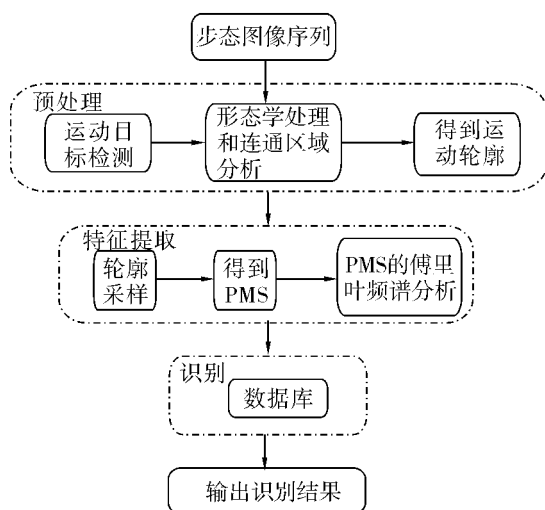 步态图像序列
预处理
运动目
标检测
形态学处理
和连通区域
分析
得到运
动轮廓
特征提取
轮廓
采样
得到
PMS
PMS的傅里
叶频谱分析
识别
数据库
输出识别结果